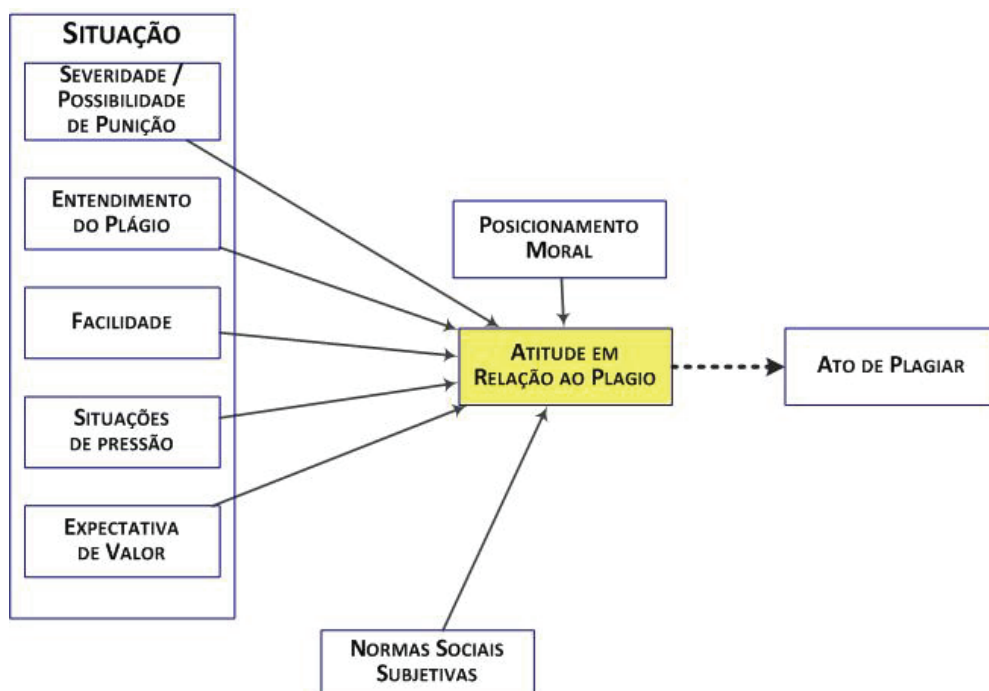 SITUAÇÃO
SEVERIDADE /
POSSIBILIDADE
DE PUNIÇÃO
ENTENDIMENTO
DO PLÁGIO
FACILIDADE
SITUAÇÕES
DE PRESSÃO
EXPECTATIVA
DE VALOR
POSICIONAMENTO
MORAL
ATITUDE EM
RELAÇÃO AO PLAGIO
ATO DE PLAGIAR
NORMAS SOCIAIS
SUBJETIVAS